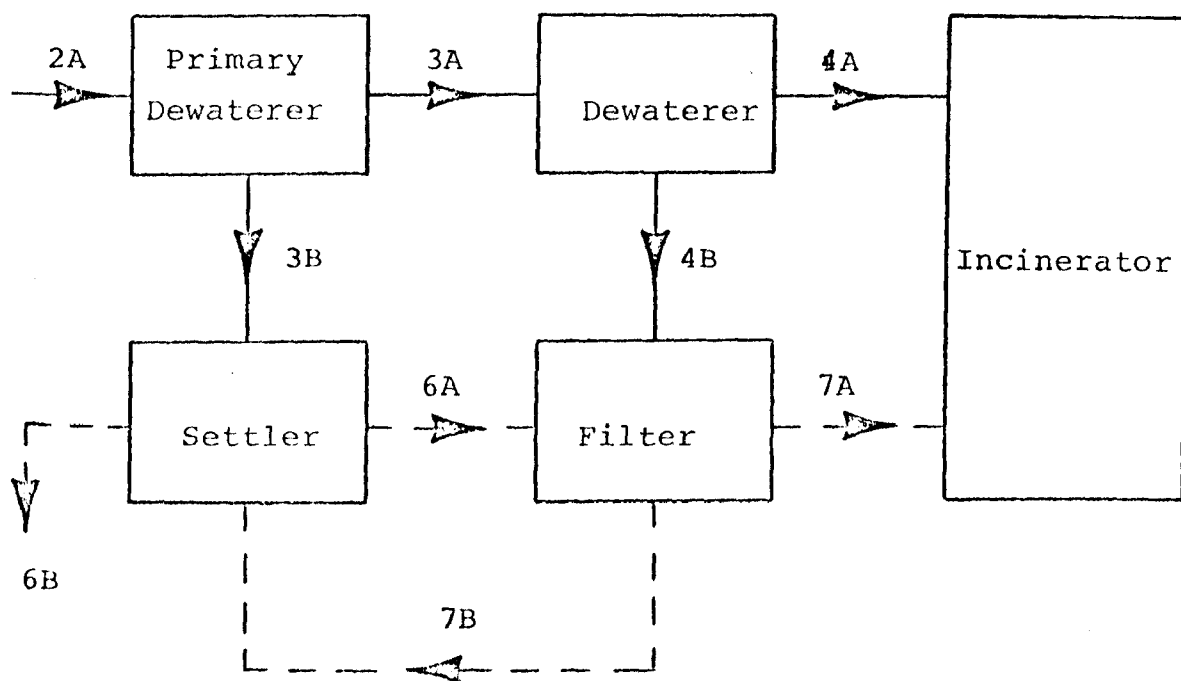 2A
Primary
Dewaterer
3A
Dewaterer
4A
3B
4B
Incinerator
Settler
6A
Filter
7A
6B
7B